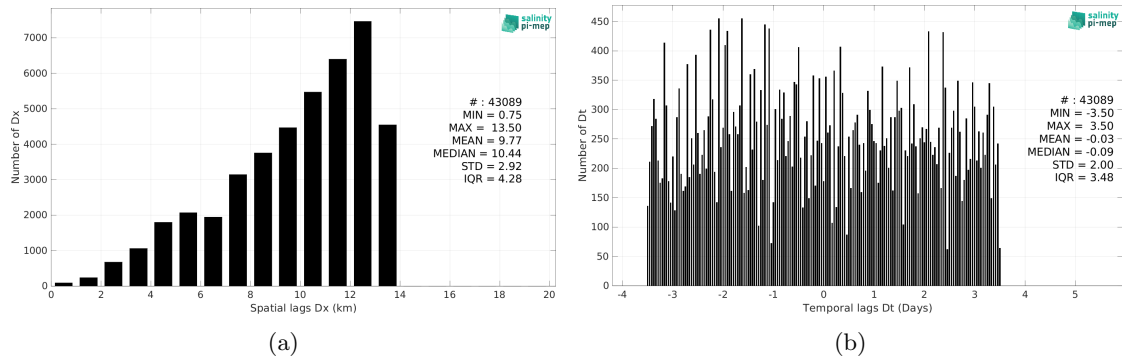 salinity
pi-mep
# : 43089
MIN = 0.75
MAX = 13.50
MEAN = 9.77
MEDIAN = 10.44
STD = 2.92
IQR = 4.28
Number of Dx
7000
6000
5000
4000
3000
2000
1000
0
0 2 4 6 8 10 12 14 16 18 20
Spatial lags Dx (km)
(a)
salinity
pi-mep
# : 43089
MIN = -3.50
MAX = 3.50
MEAN = -0.03
MEDIAN = -0.09
STD = 2.00
IQR = 3.48
Number of Dt
450
400
350
300
250
200
150
100
50
0
-4 -3 -2 -1 0 1 2 3 4 5
Temporal lags Dt (Days)
(b)